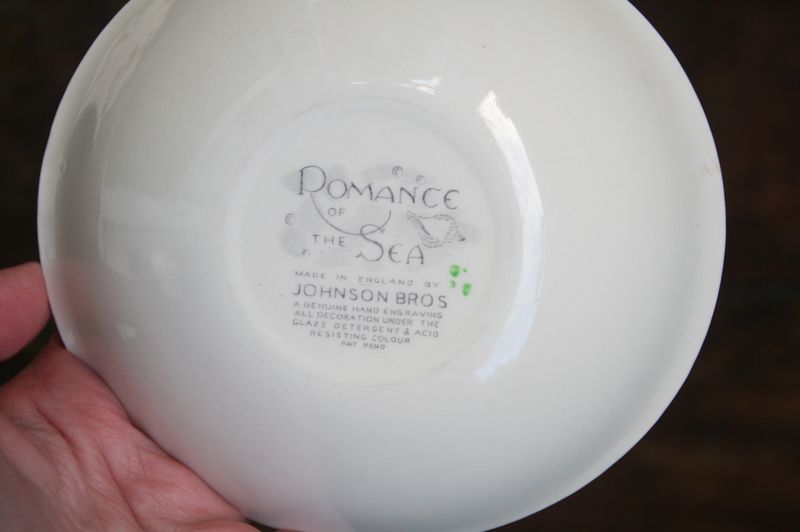 ROMANCE
OF
THE SEA
MADE IN ENGLAND BY
JOHNSON BROS
A GENUINE HAND ENGRAVING
ALL DECORATION UNDER THE
GLAZE DETERGENT & ACID
RESISTING COLOUR
PAT PEND